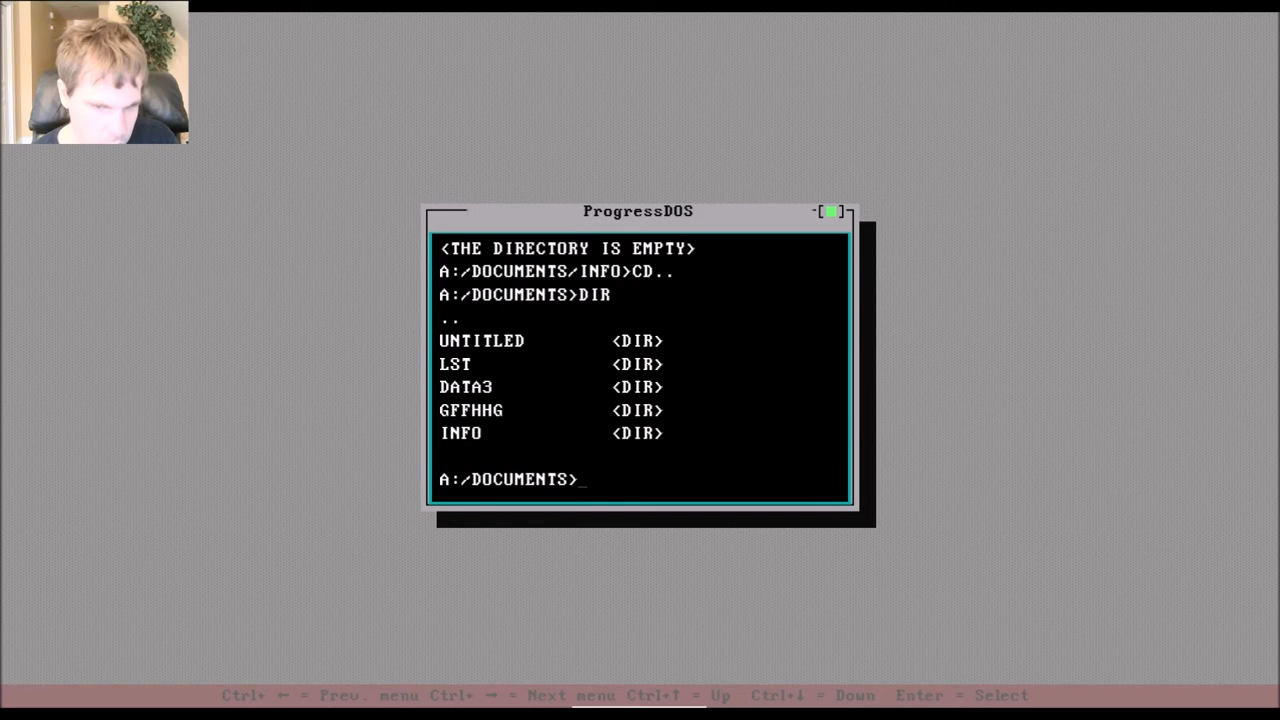 ProgressDOS
<THE DIRECTORY IS EMPTY>
A:/DOCUMENTS/INFO>CD..
A:/DOCUMENTS>DIR
..
UNTITLED <DIR>
LST <DIR>
DATA3 <DIR>
GFFHHG <DIR>
INFO <DIR>
A:/DOCUMENTS>_
Ctrl+ ← = Prev. menu Ctrl+ → = Next menu Ctrl+↑ = Up Ctrl+↓ = Down Enter = Select